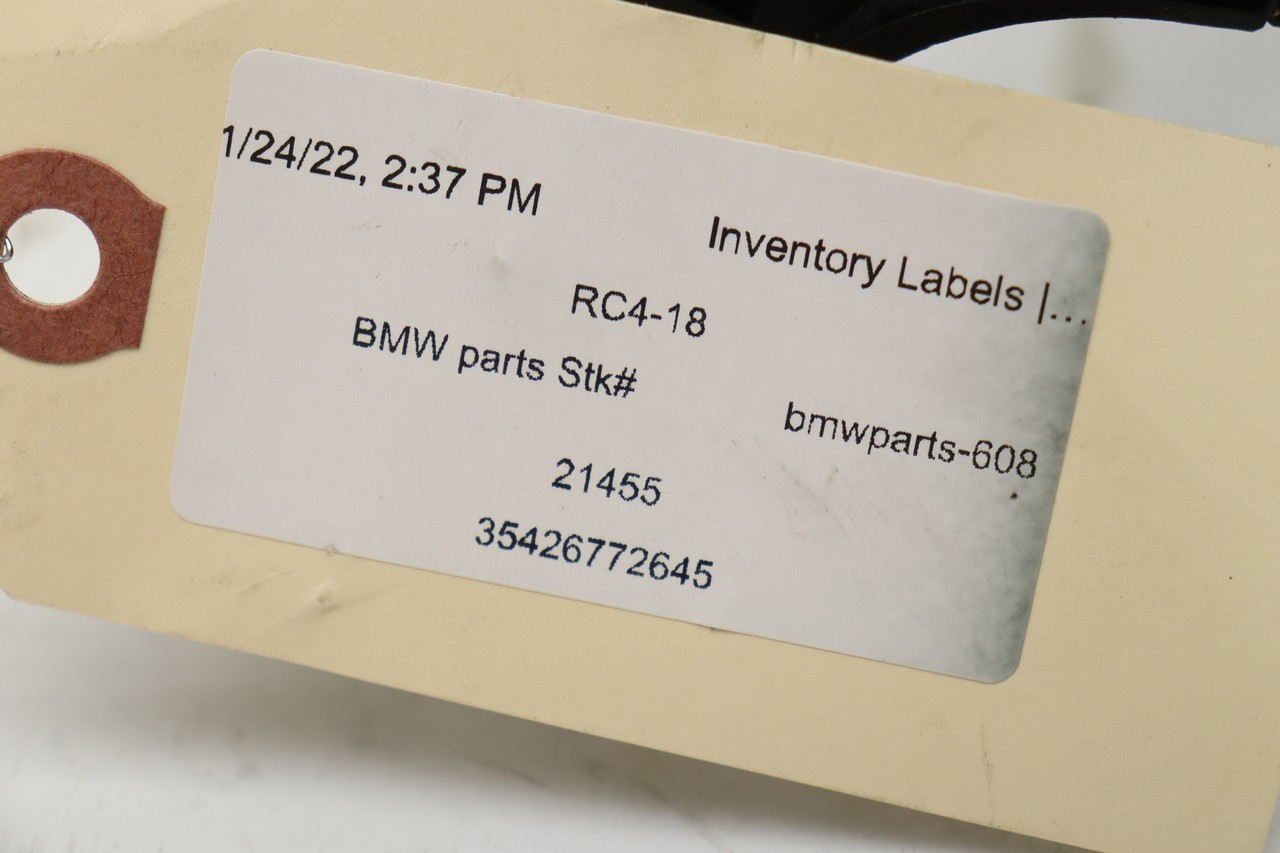 1/24/22, 2:37 PM
Inventory Labels |...
RC4-18
BMW parts Stk#
bmwparts-608
21455
35426772645